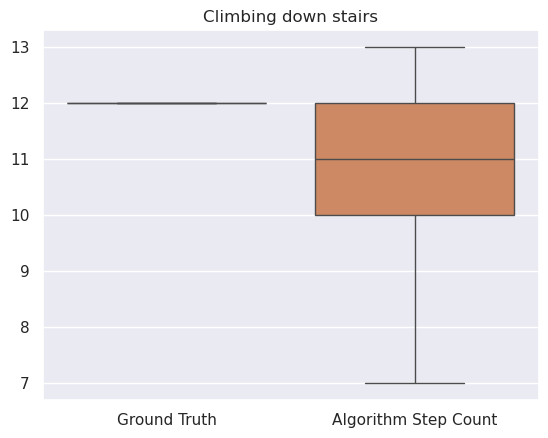 Climbing down stairs
13
12
11
10
9
8
7
Ground Truth
Algorithm Step Count